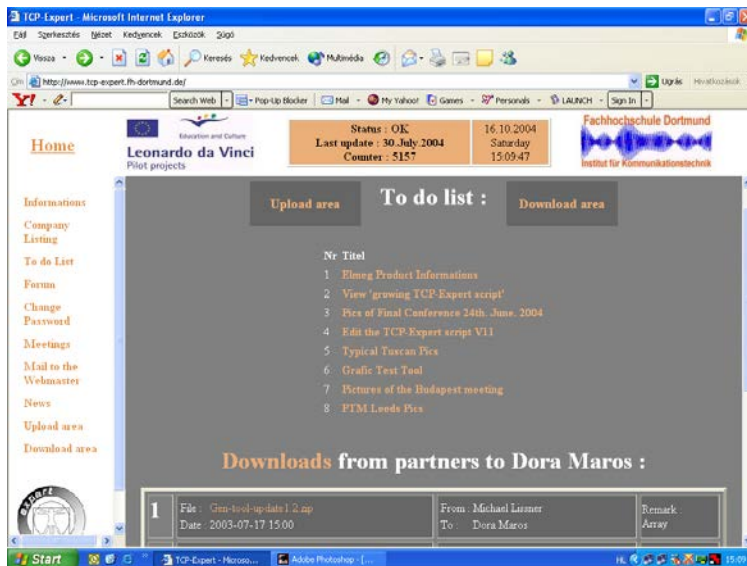 TCP-Expert - Microsoft Internet Explorer
Fájl Szerkesztés Nézet Kedvencek Eszközök Súgó
Vissza Keresés Kedvencek Multimédia
Cím http://www.tcp-expert.fh-dortmund.de/ Ugrás Hivatkozások
Y! Search Web Pop-Up Blocker Mail My Yahoo! Games Personals LAUNCH Sign In
Home
Education and Culture
Leonardo da Vinci
Pilot projects
Status : OK
Last update : 30.July.2004
Counter : 5157
16.10.2004
Saturday
15:09:47
Fachhochschule Dortmund
Institut für Kommunikationstechnik
Informations
Company
Listing
To do List
Forum
Change
Password
Meetings
Mail to the
Webmaster
News
Upload area
Download area
expert
Upload area
To do list :
Download area
Nr Titel
1 Elmeg Product Informations
2 View 'growing TCP-Expert script'
3 Pics of Final Conference 24th. June. 2004
4 Edit the TCP-Expert script V11
5 Typical Tuscan Pics
6 Grafic Test Tool
7 Pictures of the Budapest meeting
8 PTM Leeds Pics
Downloads from partners to Dora Maros :
1
File : Gen-tool-update1.2.zip
Date : 2003-07-17 15:00
From : Michael Lissner
To : Dora Maros
Remark :
Array
Start
TCP-Expert - Microso...
Adobe Photoshop - [...
HU
15:09